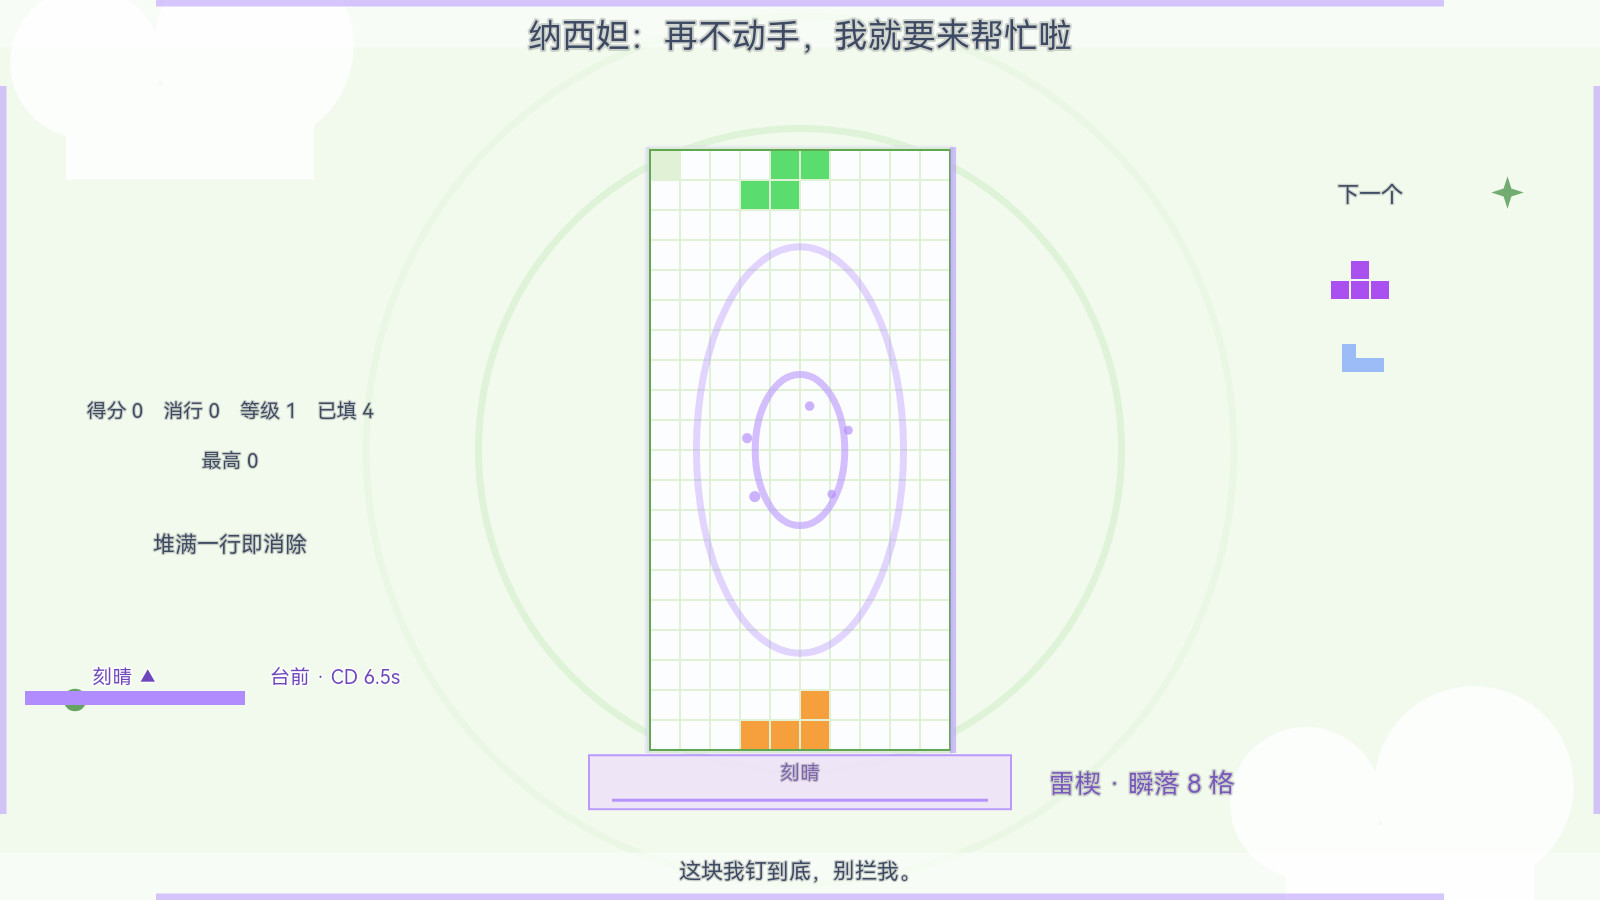 纳西妲：再不动手，我就要来帮忙啦
下一个
得分 0 消行 0 等级 1 已填 4
最高 0
堆满一行即消除
刻晴 ▲ 台前 · CD 6.5s
刻晴
雷楔 · 瞬落 8 格
这块我钉到底，别拦我。